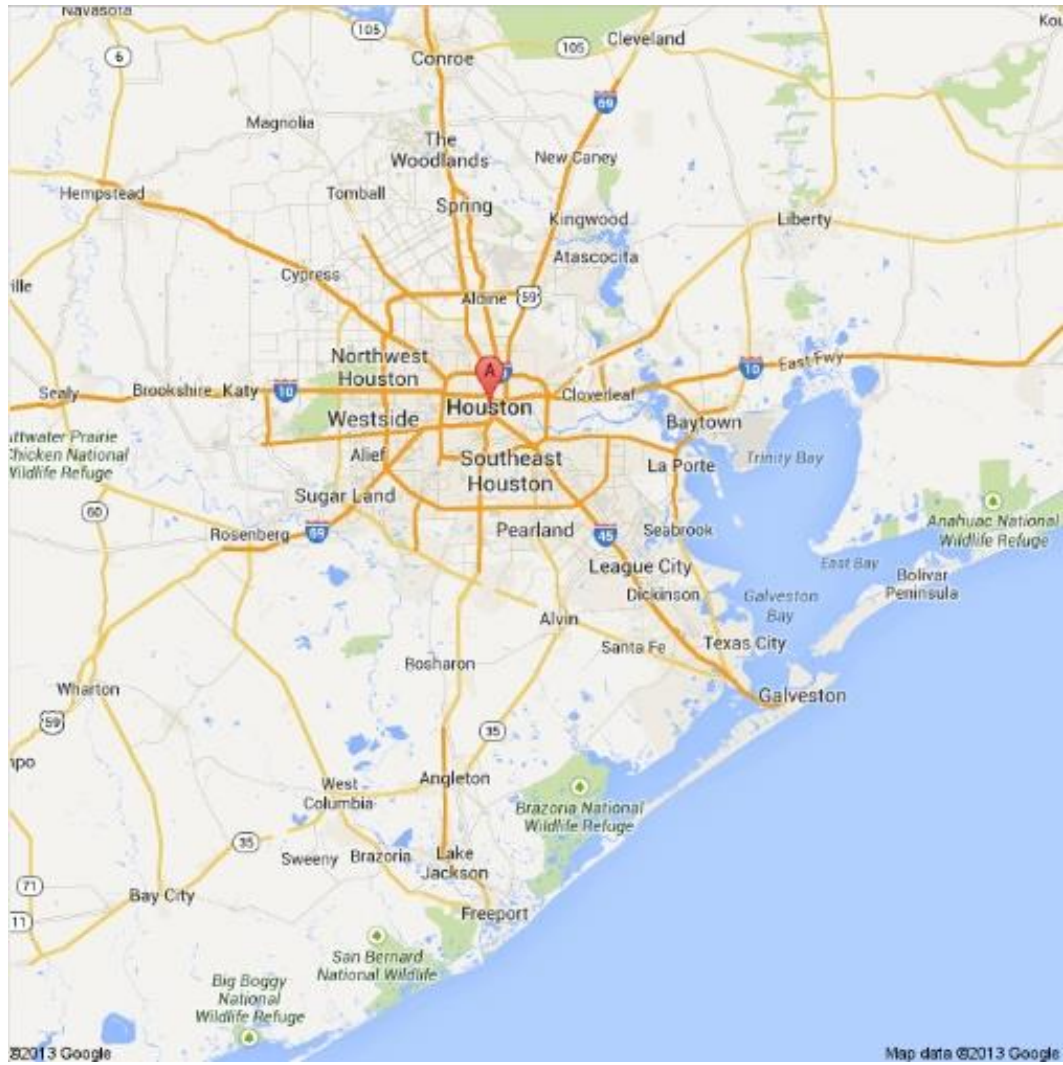 Navasota
105
6
Conroe
105
Cleveland
69
Magnolia
The
Woodlands
New Caney
Hempstead
Tomball
Spring
Kingwood
Liberty
Atascocita
Cypress
ville
Aldine
59
Northwest
Houston
A
10
East Fwy
Sealy
Brookshire
Katy
10
Cloverleaf
Houston
Westside
Baytown
Attwater Prairie
Chicken National
Wildlife Refuge
Alief
Southeast
Houston
La Porte
Trinity Bay
Sugar Land
60
Rosenberg
69
Pearland
45
Seabrook
Anahuac National
Wildlife Refuge
League City
East Bay
Bolivar
Peninsula
Dickinson
Galveston
Bay
Alvin
Santa Fe
Texas City
Rosharon
Wharton
Galveston
59
35
mpo
West
Columbia
Angleton
Brazoria National
Wildlife Refuge
35
Sweeny
Brazoria
Lake
Jackson
71
Bay City
11
Freeport
San Bernard
National Wildlife
Big Boggy
National
Wildlife Refuge
©2013 Google
Map data ©2013 Google